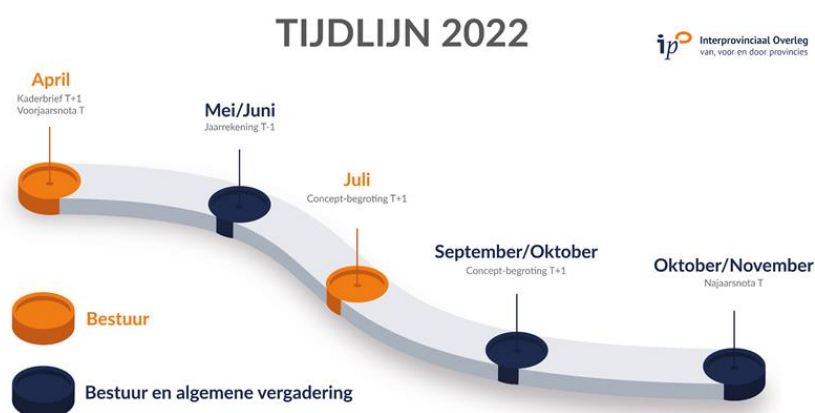 TIJDLIJN 2022
ip
Interprovinciaal Overleg
van, voor en door provincies
April
Kaderbrief T+1
Voorjaarsnota T
Mei/Juni
Jaarrekening T-1
Juli
Concept-begroting T+1
September/Oktober
Concept-begroting T+1
Oktober/November
Najaarsnota T
Bestuur
Bestuur en algemene vergadering